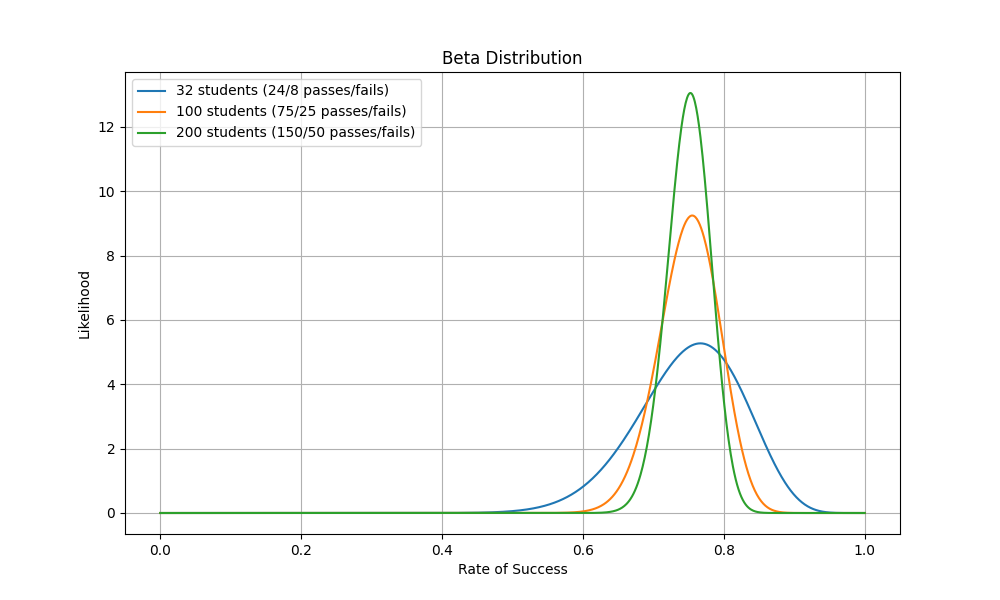 Beta Distribution
32 students (24/8 passes/fails)
100 students (75/25 passes/fails)
200 students (150/50 passes/fails)
12
10
8
6
4
2
0
Likelihood
0.0 0.2 0.4 0.6 0.8 1.0
Rate of Success